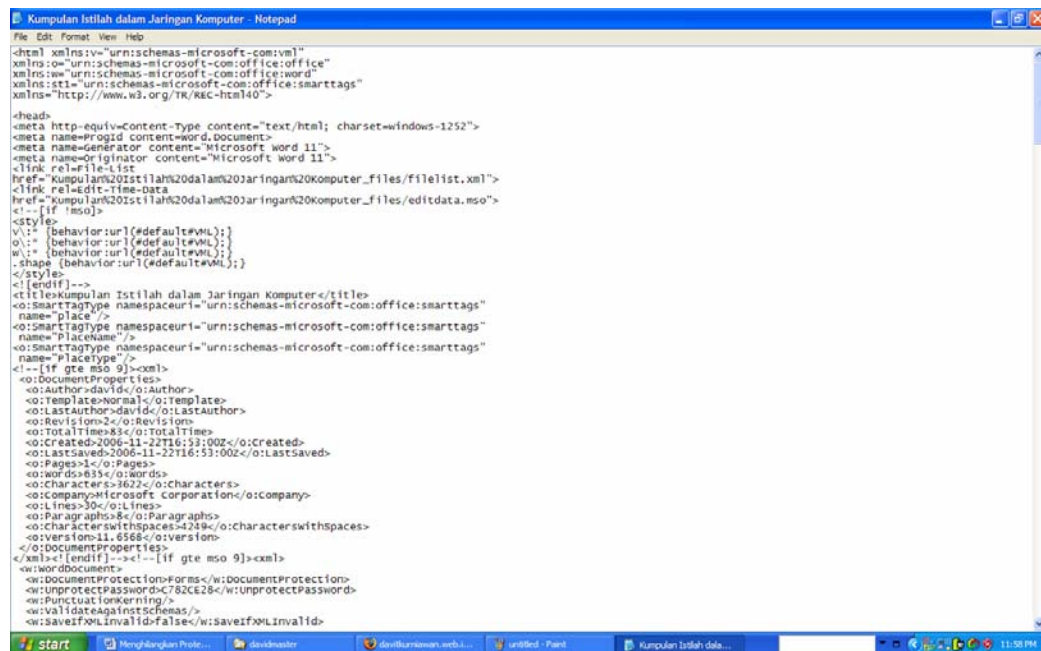 Kumpulan Istilah dalam Jaringan Komputer - Notepad
File Edit Format View Help
<html xmlns:v="urn:schemas-microsoft-com:vml"
xmlns:o="urn:schemas-microsoft-com:office:office"
xmlns:w="urn:schemas-microsoft-com:office:word"
xmlns:st1="urn:schemas-microsoft-com:office:smarttags"
xmlns="http://www.w3.org/TR/REC-html40">
<head>
<meta http-equiv=Content-Type content="text/html; charset=windows-1252">
<meta name=ProgId content=Word.Document>
<meta name=Generator content="Microsoft Word 11">
<meta name=Originator content="Microsoft Word 11">
<link rel=File-List
href="Kumpulan%20Istilah%20dalam%20Jaringan%20Komputer_files/filelist.xml">
<link rel=Edit-Time-Data
href="Kumpulan%20Istilah%20dalam%20Jaringan%20Komputer_files/editdata.mso">
<!--[if !mso]>
<style>
v\:* {behavior:url(#default#VML);}
o\:* {behavior:url(#default#VML);}
w\:* {behavior:url(#default#VML);}
.shape {behavior:url(#default#VML);}
</style>
<![endif]-->
<title>Kumpulan Istilah dalam Jaringan Komputer</title>
<o:SmartTagType namespaceuri="urn:schemas-microsoft-com:office:smarttags"
name="place"/>
<o:SmartTagType namespaceuri="urn:schemas-microsoft-com:office:smarttags"
name="PlaceName"/>
<o:SmartTagType namespaceuri="urn:schemas-microsoft-com:office:smarttags"
name="PlaceType"/>
<!--[if gte mso 9]><xml>
<o:DocumentProperties>
<o:Author>david</o:Author>
<o:Template>Normal</o:Template>
<o:LastAuthor>david</o:LastAuthor>
<o:Revision>2</o:Revision>
<o:TotalTime>83</o:TotalTime>
<o:Created>2006-11-22T16:53:00Z</o:Created>
<o:LastSaved>2006-11-22T16:53:00Z</o:LastSaved>
<o:Pages>1</o:Pages>
<o:Words>635</o:Words>
<o:Characters>3622</o:Characters>
<o:Company>Microsoft Corporation</o:Company>
<o:Lines>30</o:Lines>
<o:Paragraphs>8</o:Paragraphs>
<o:CharactersWithSpaces>4249</o:CharactersWithSpaces>
<o:Version>11.6568</o:Version>
</o:DocumentProperties>
</xml><![endif]--><!--[if gte mso 9]><xml>
<w:WordDocument>
<w:DocumentProtection>Forms</w:DocumentProtection>
<w:UnprotectPassword>C782CE28</w:UnprotectPassword>
<w:PunctuationKerning/>
<w:ValidateAgainstSchemas/>
<w:SaveIfXMLInvalid>false</w:SaveIfXMLInvalid>
start Menghilangkan Prote... davidmaster davitkurniawan.web.i... untitled - Paint Kumpulan Istilah dala... 11:58 PM